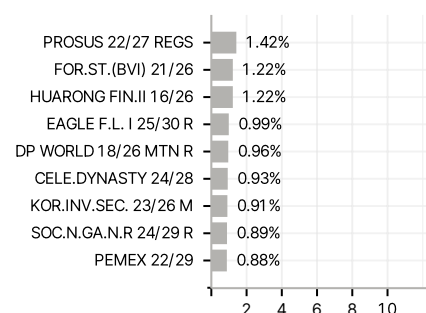 PROSUS 22/27 REGS 1.42%
FOR.ST.(BVI) 21/26 1.22%
HUARONG FIN.II 16/26 1.22%
EAGLE F.L. I 25/30 R 0.99%
DP WORLD 18/26 MTN R 0.96%
CELE.DYNASTY 24/28 0.93%
KOR.INV.SEC. 23/26 M 0.91%
SOC.N.GA.N.R 24/29 R 0.89%
PEMEX 22/29 0.88%
2 4 6 8 10